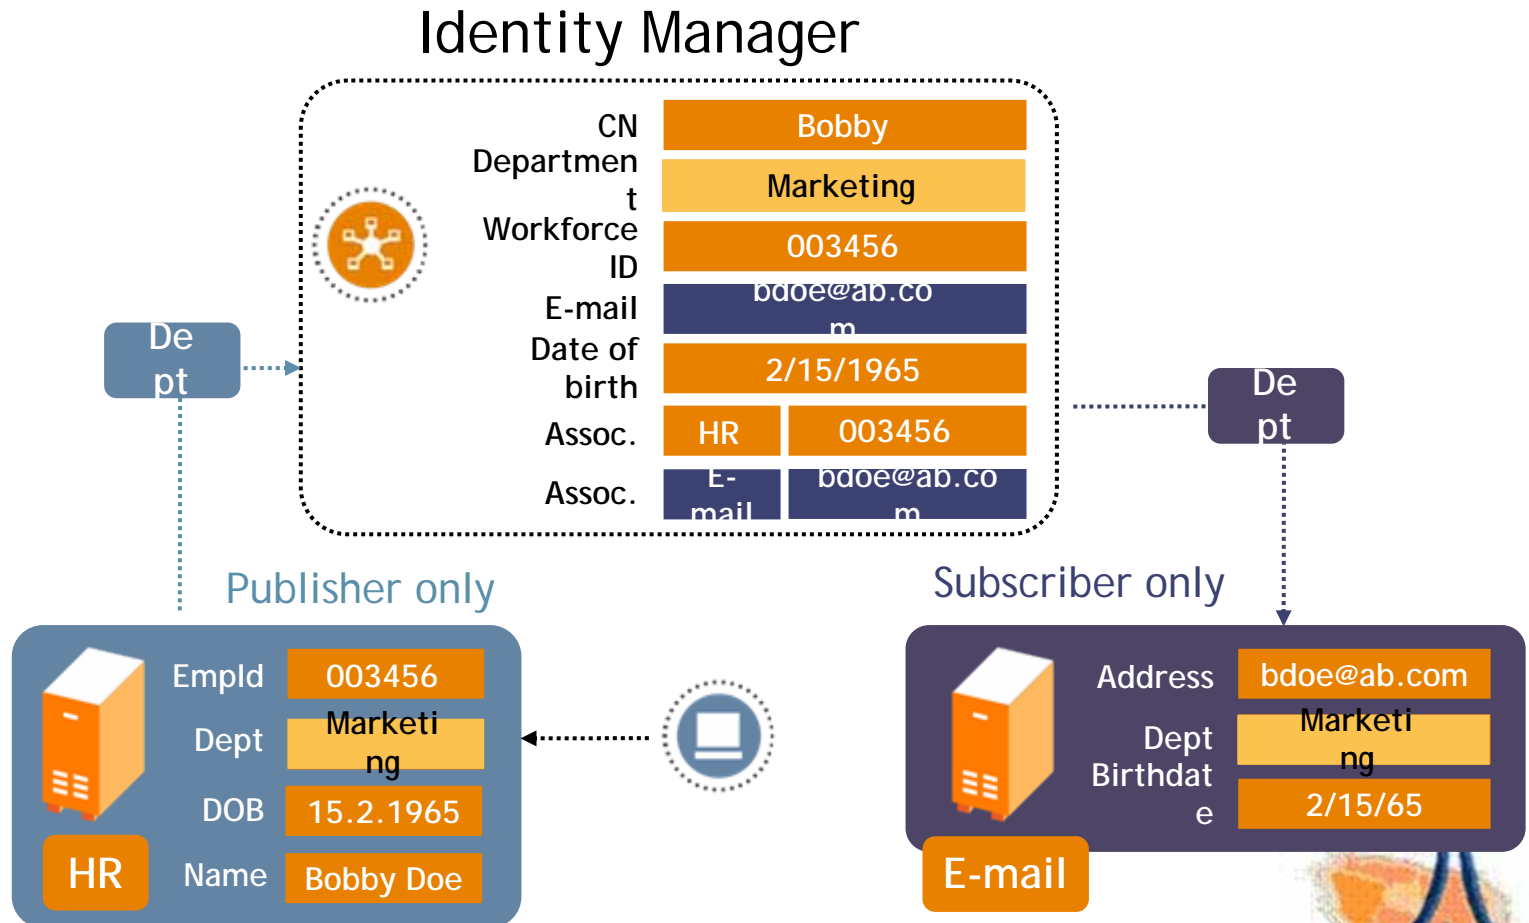 Identity Manager
CN
Bobby
Departmen
t
Marketing
Workforce
ID
003456
E-mail
bdoe@ab.co
m
Date of
birth
2/15/1965
Assoc.
HR
003456
Assoc.
E-
mail
bdoe@ab.co
m
De
pt
De
pt
Publisher only
Subscriber only
EmpId
003456
Dept
Marketi
ng
DOB
15.2.1965
Name
Bobby Doe
HR
Address
bdoe@ab.com
Dept
Marketi
ng
Birthdat
e
2/15/65
E-mail